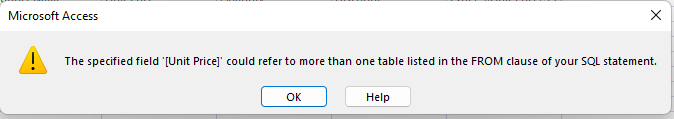 Microsoft Access
The specified field '[Unit Price]' could refer to more than one table listed in the FROM clause of your SQL statement.
OK
Help